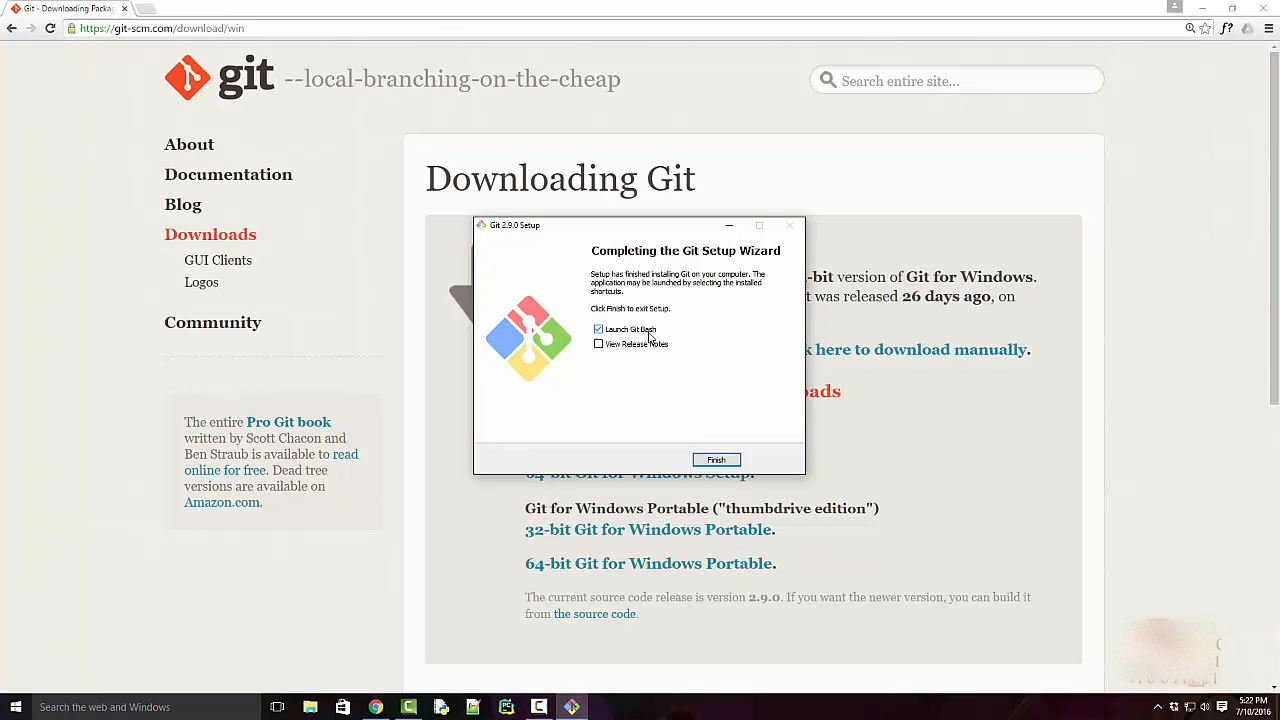 Git - Downloading Packag
https://git-scm.com/download/win
git --local-branching-on-the-cheap
Search entire site...
About
Documentation
Blog
Downloads
GUI Clients
Logos
Community
The entire Pro Git book
written by Scott Chacon and
Ben Straub is available to read
online for free. Dead tree
versions are available on
Amazon.com.
Downloading Git
-bit version of Git for Windows.
t was released 26 days ago, on
k here to download manually.
oads
Git 2.9.0 Setup
Completing the Git Setup Wizard
Setup has finished installing Git on your computer. The
application may be launched by selecting the installed
shortcuts.
Click Finish to exit Setup.
Launch Git Bash
View Release Notes
Finish
64-bit Git for Windows Setup.
Git for Windows Portable ("thumbdrive edition")
32-bit Git for Windows Portable.
64-bit Git for Windows Portable.
The current source code release is version 2.9.0. If you want the newer version, you can build it
from the source code.
Search the web and Windows
5:22 PM
7/10/2016